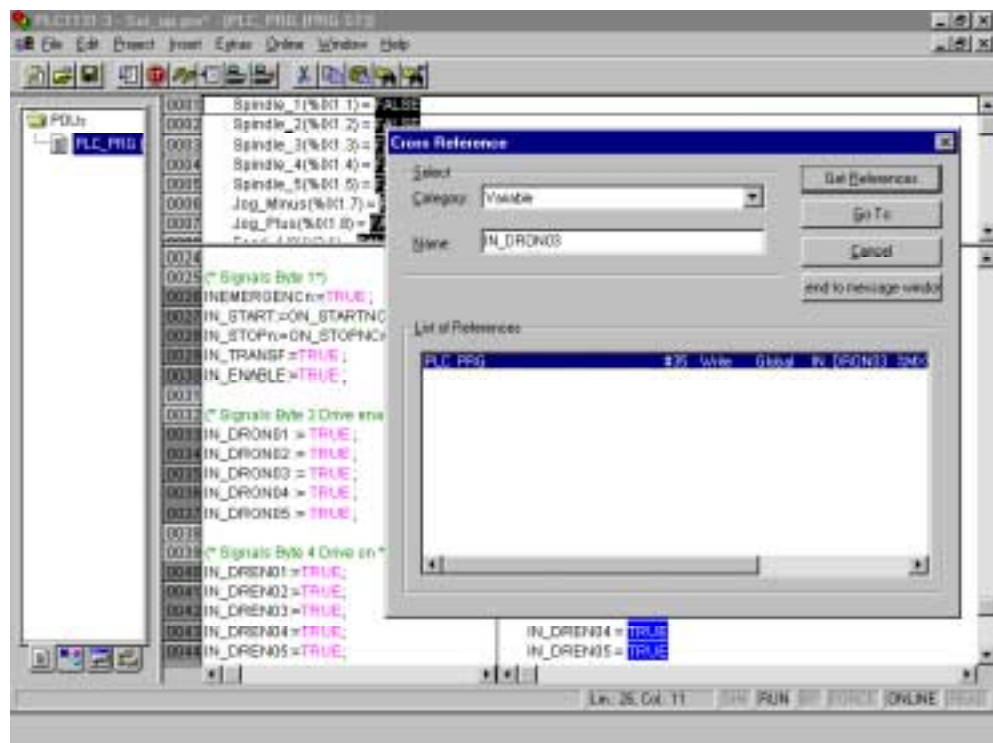 File Edit Project Insert Extras Online Window Help
POUs
PLC_PRG
0001 Spindle_1(%IX1.1) = FALSE
0002 Spindle_2(%IX1.2) =
0003 Spindle_3(%IX1.3) =
0004 Spindle_4(%IX1.4) =
0005 Spindle_5(%IX1.5) =
0006 Jog_Minus(%IX1.7) =
0007 Jog_Plus(%IX1.8) =
0024
0025 (* Signals Byte 1*)
0026 INEMERGENCn:=TRUE;
0027 IN_START:=ON_STARTNC
0028 IN_STOPn:=ON_STOPNCn
0029 IN_TRANSF:=TRUE;
0030 IN_ENABLE:=TRUE;
0031
0032 (* Signals Byte 3 Drive ena
0033 IN_DRON01 := TRUE;
0034 IN_DRON02 := TRUE;
0035 IN_DRON03 := TRUE;
0036 IN_DRON04 := TRUE;
0037 IN_DRON05 := TRUE;
0038
0039 (* Signals Byte 4 Drive on *
0040 IN_DREN01:=TRUE;
0041 IN_DREN02:=TRUE;
0042 IN_DREN03:=TRUE;
0043 IN_DREN04:=TRUE;
0044 IN_DREN05:=TRUE;
Cross Reference
Select
Category: Variable
Name: IN_DRON03
Get References
Go To
Cancel
end to message window
List of References
PLC_PRG #35 Write Global IN_DRON03
IN_DREN04 = TRUE
IN_DREN05 = TRUE
Lin.: 26, Col.: 11 SIM RUN BP FORCE ONLINE READ